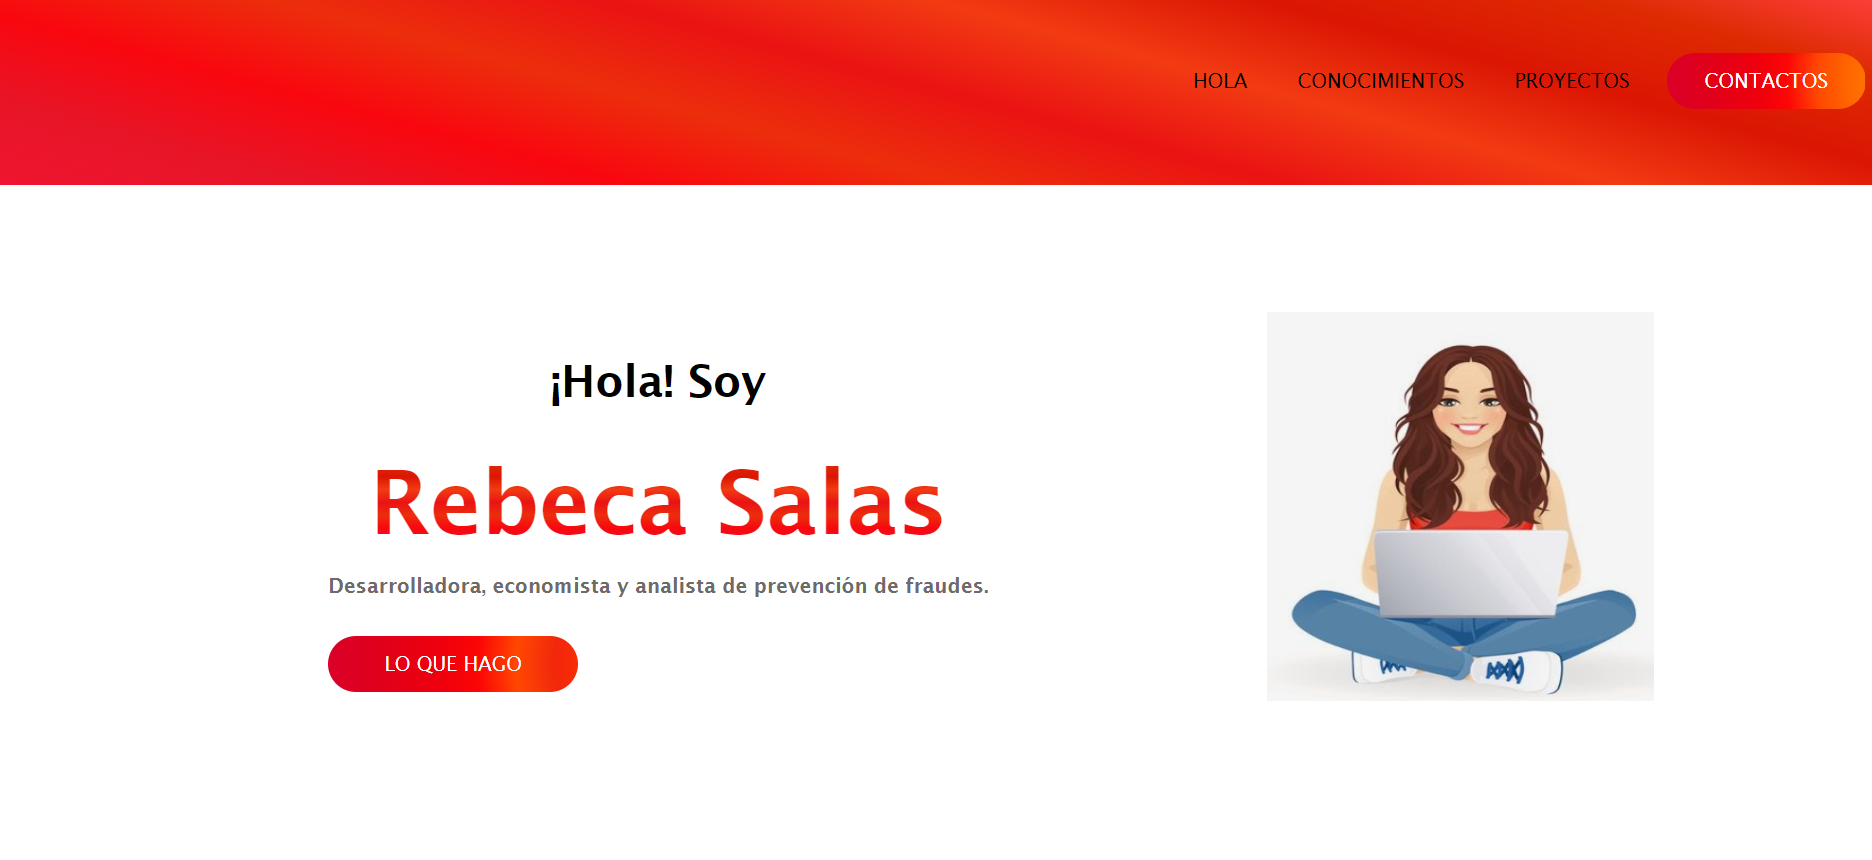 HOLA CONOCIMIENTOS PROYECTOS CONTACTOS
¡Hola! Soy
Rebeca Salas
Desarrolladora, economista y analista de prevención de fraudes.
LO QUE HAGO